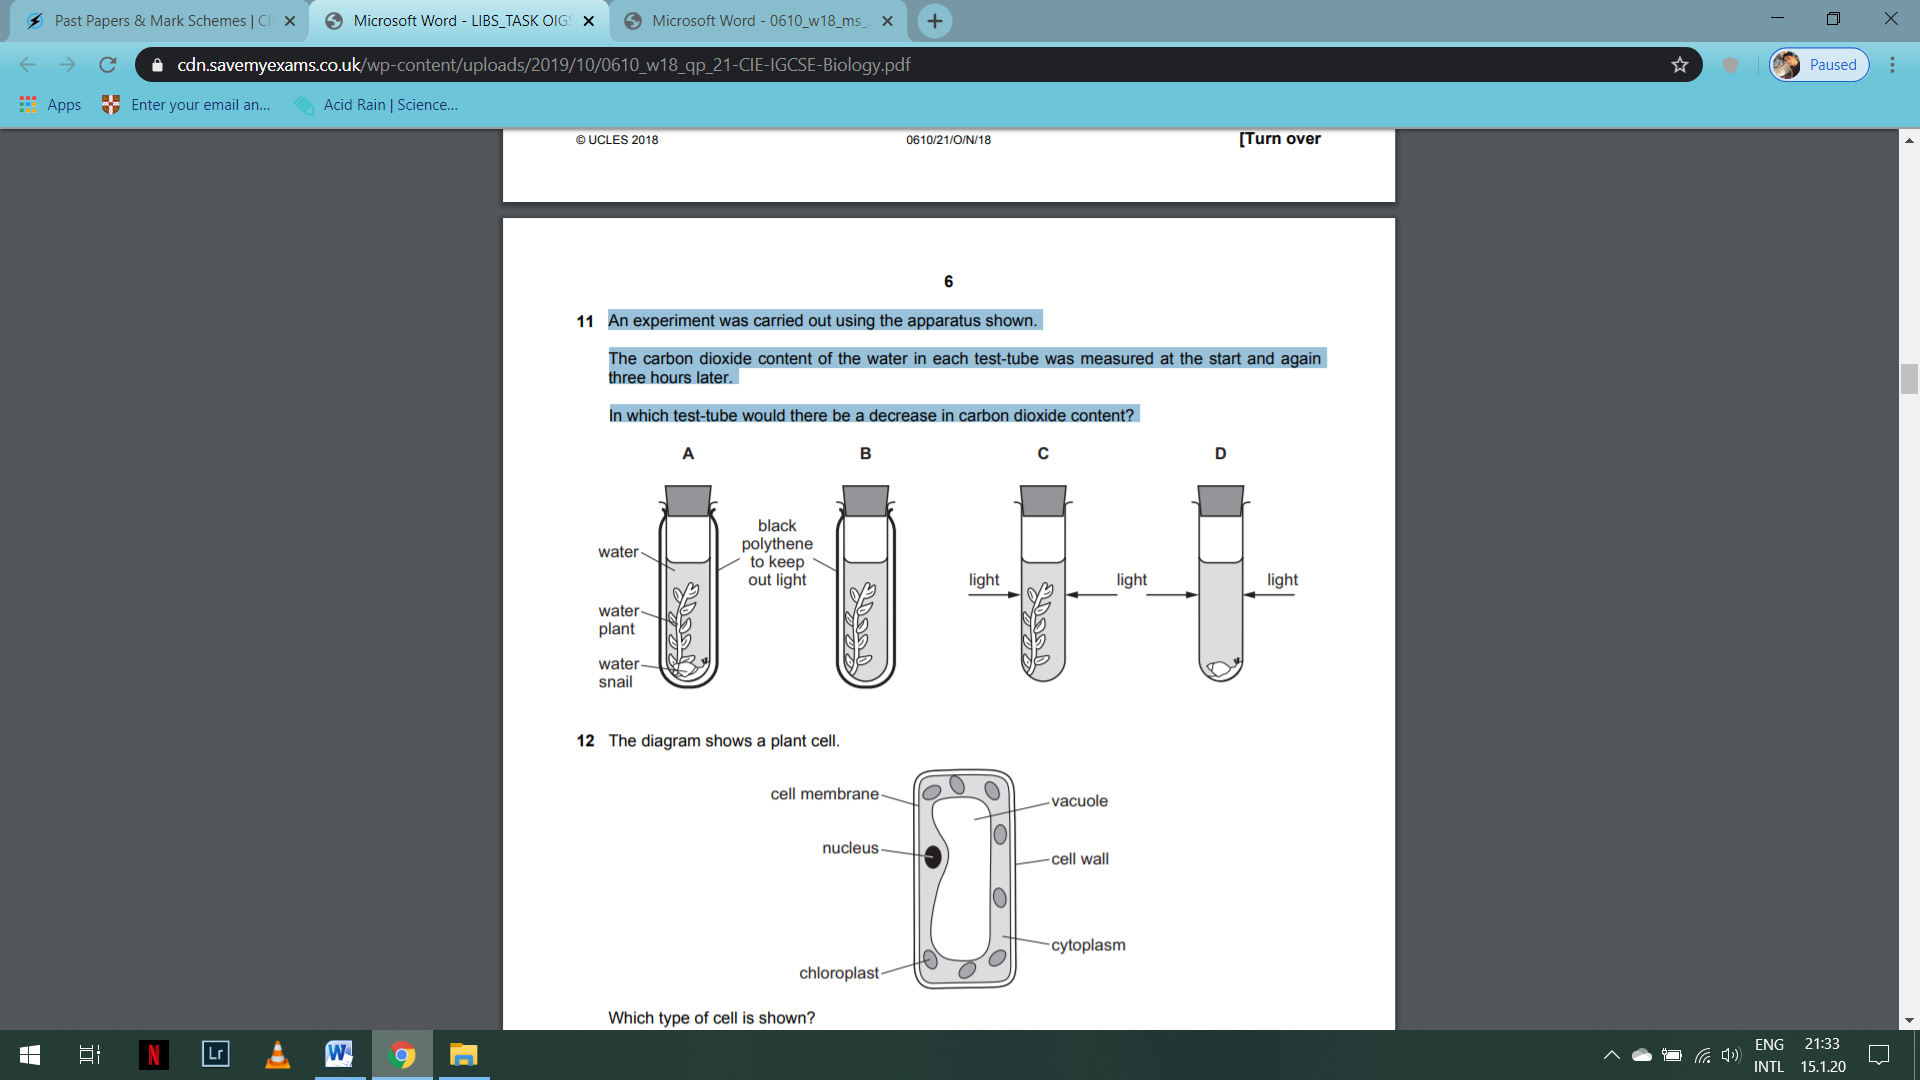 Past Papers & Mark Schemes | CI
Microsoft Word - LIBS_TASK OIGS
Microsoft Word - 0610_w18_ms_2
cdn.savemyexams.co.uk/wp-content/uploads/2019/10/0610_w18_qp_21-CIE-IGCSE-Biology.pdf
Paused
Apps
Enter your email an...
Acid Rain | Science...
© UCLES 2018
0610/21/O/N/18
[Turn over
6
11 An experiment was carried out using the apparatus shown.
The carbon dioxide content of the water in each test-tube was measured at the start and again
three hours later.
In which test-tube would there be a decrease in carbon dioxide content?
A B C D
black
polythene
to keep
out light
water
water
plant
water
snail
light
light
light
12 The diagram shows a plant cell.
cell membrane
vacuole
nucleus
cell wall
cytoplasm
chloroplast
Which type of cell is shown?
N
Lr
W
ENG
INTL
21:33
15.1.20